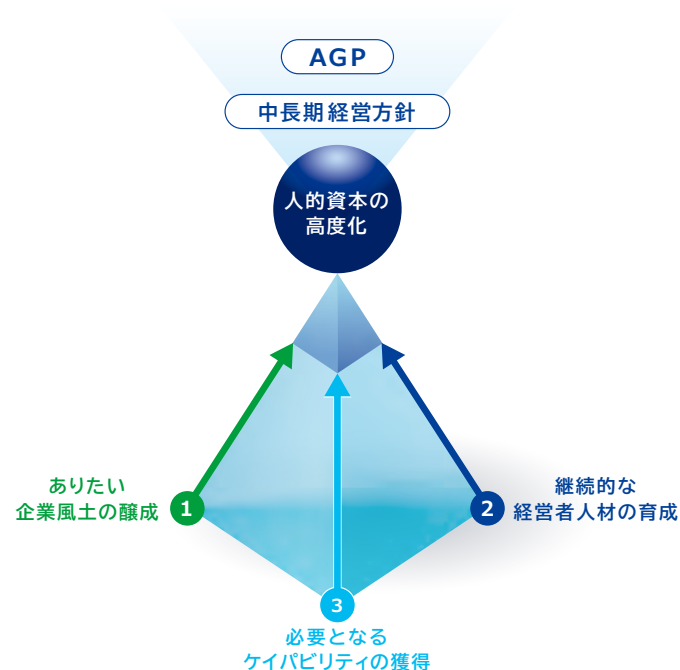 AGP
中長期経営方針
人的資本の
高度化
1
ありたい
企業風土の醸成
2
継続的な
経営者人材の育成
3
必要となる
ケイパビリティの獲得